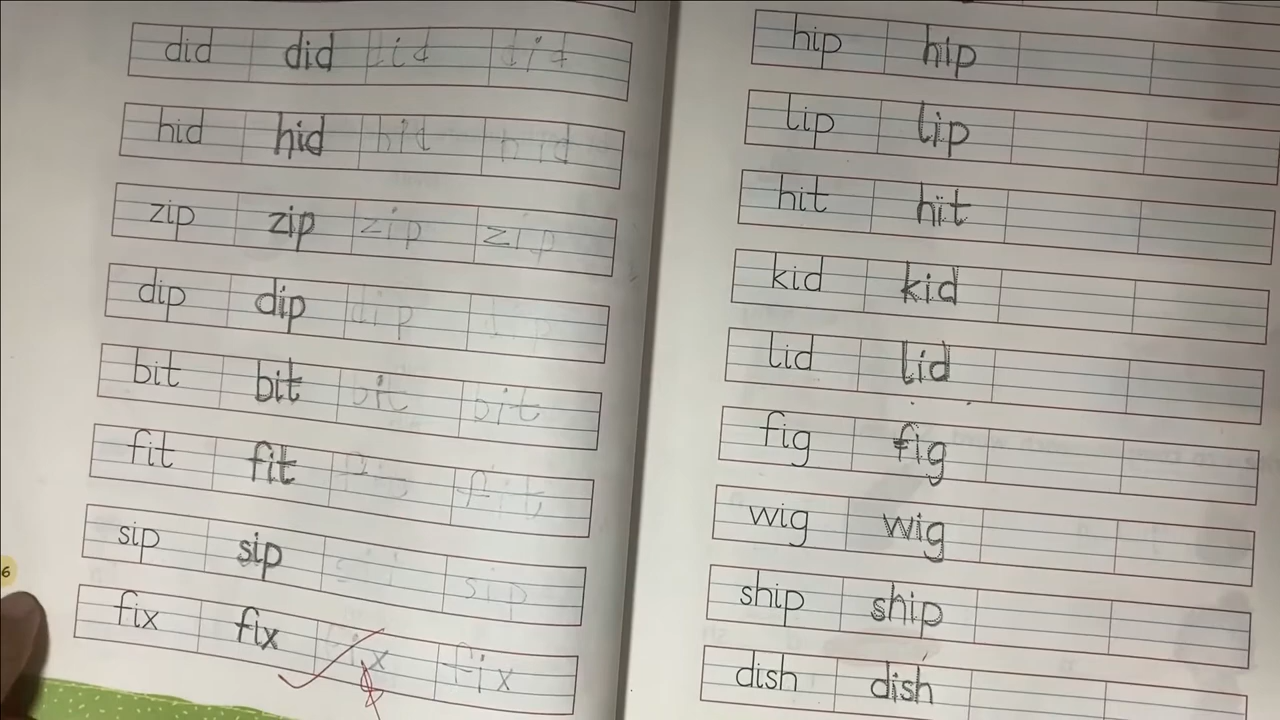 did did did did
hid hid hid hid
zip zip zip zip
dip dip dip dip
bit bit bit bit
fit fit fit
sip sip sip
fix fix fix fix
6
hip hip
lip lip
hit hit
kid kid
lid lid
fig fig
wig wig
ship ship
dish dish